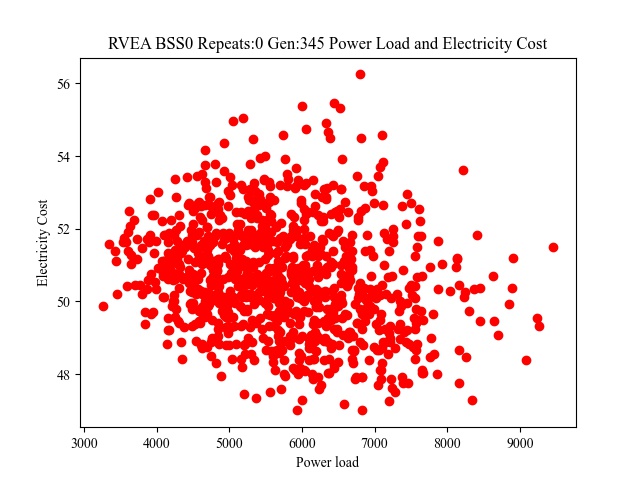 RVEA BSS0 Repeats:0 Gen:345 Power Load and Electricity Cost
56
54
52
50
48
Electricity Cost
3000 4000 5000 6000 7000 8000 9000
Power load